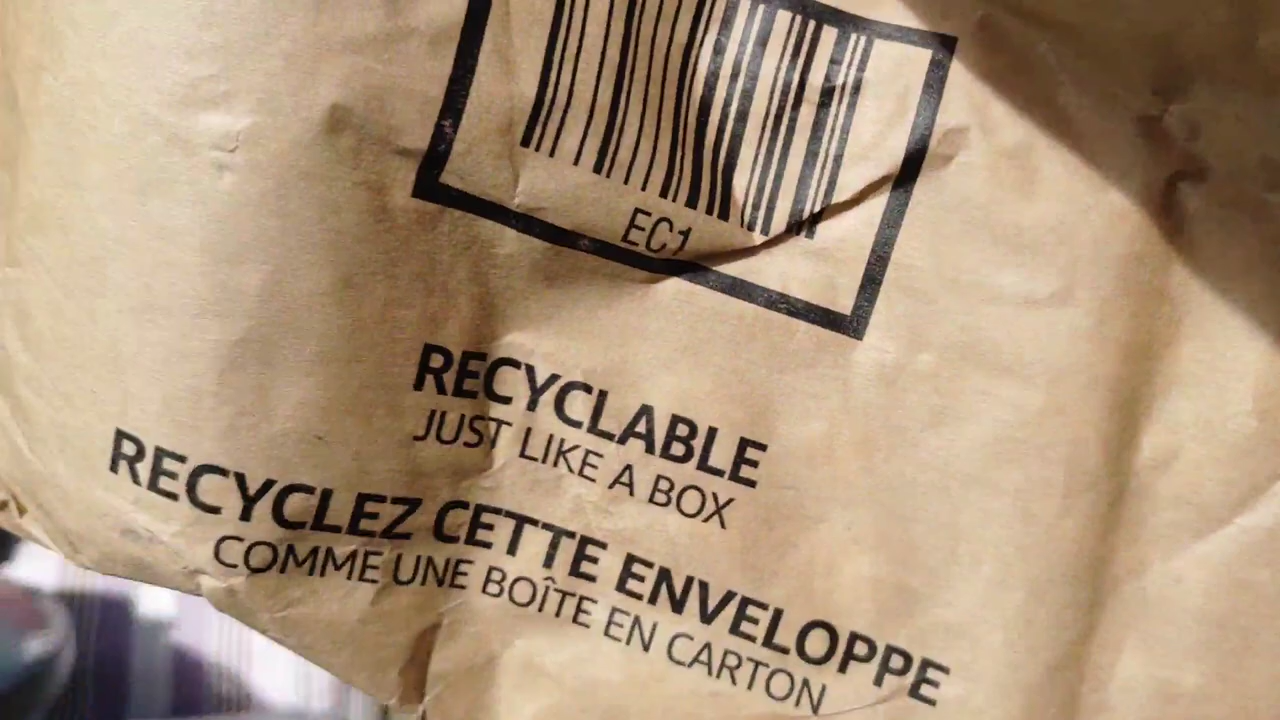 EC1
RECYCLABLE
JUST LIKE A BOX
RECYCLEZ CETTE ENVELOPPE
COMME UNE BOÎTE EN CARTON